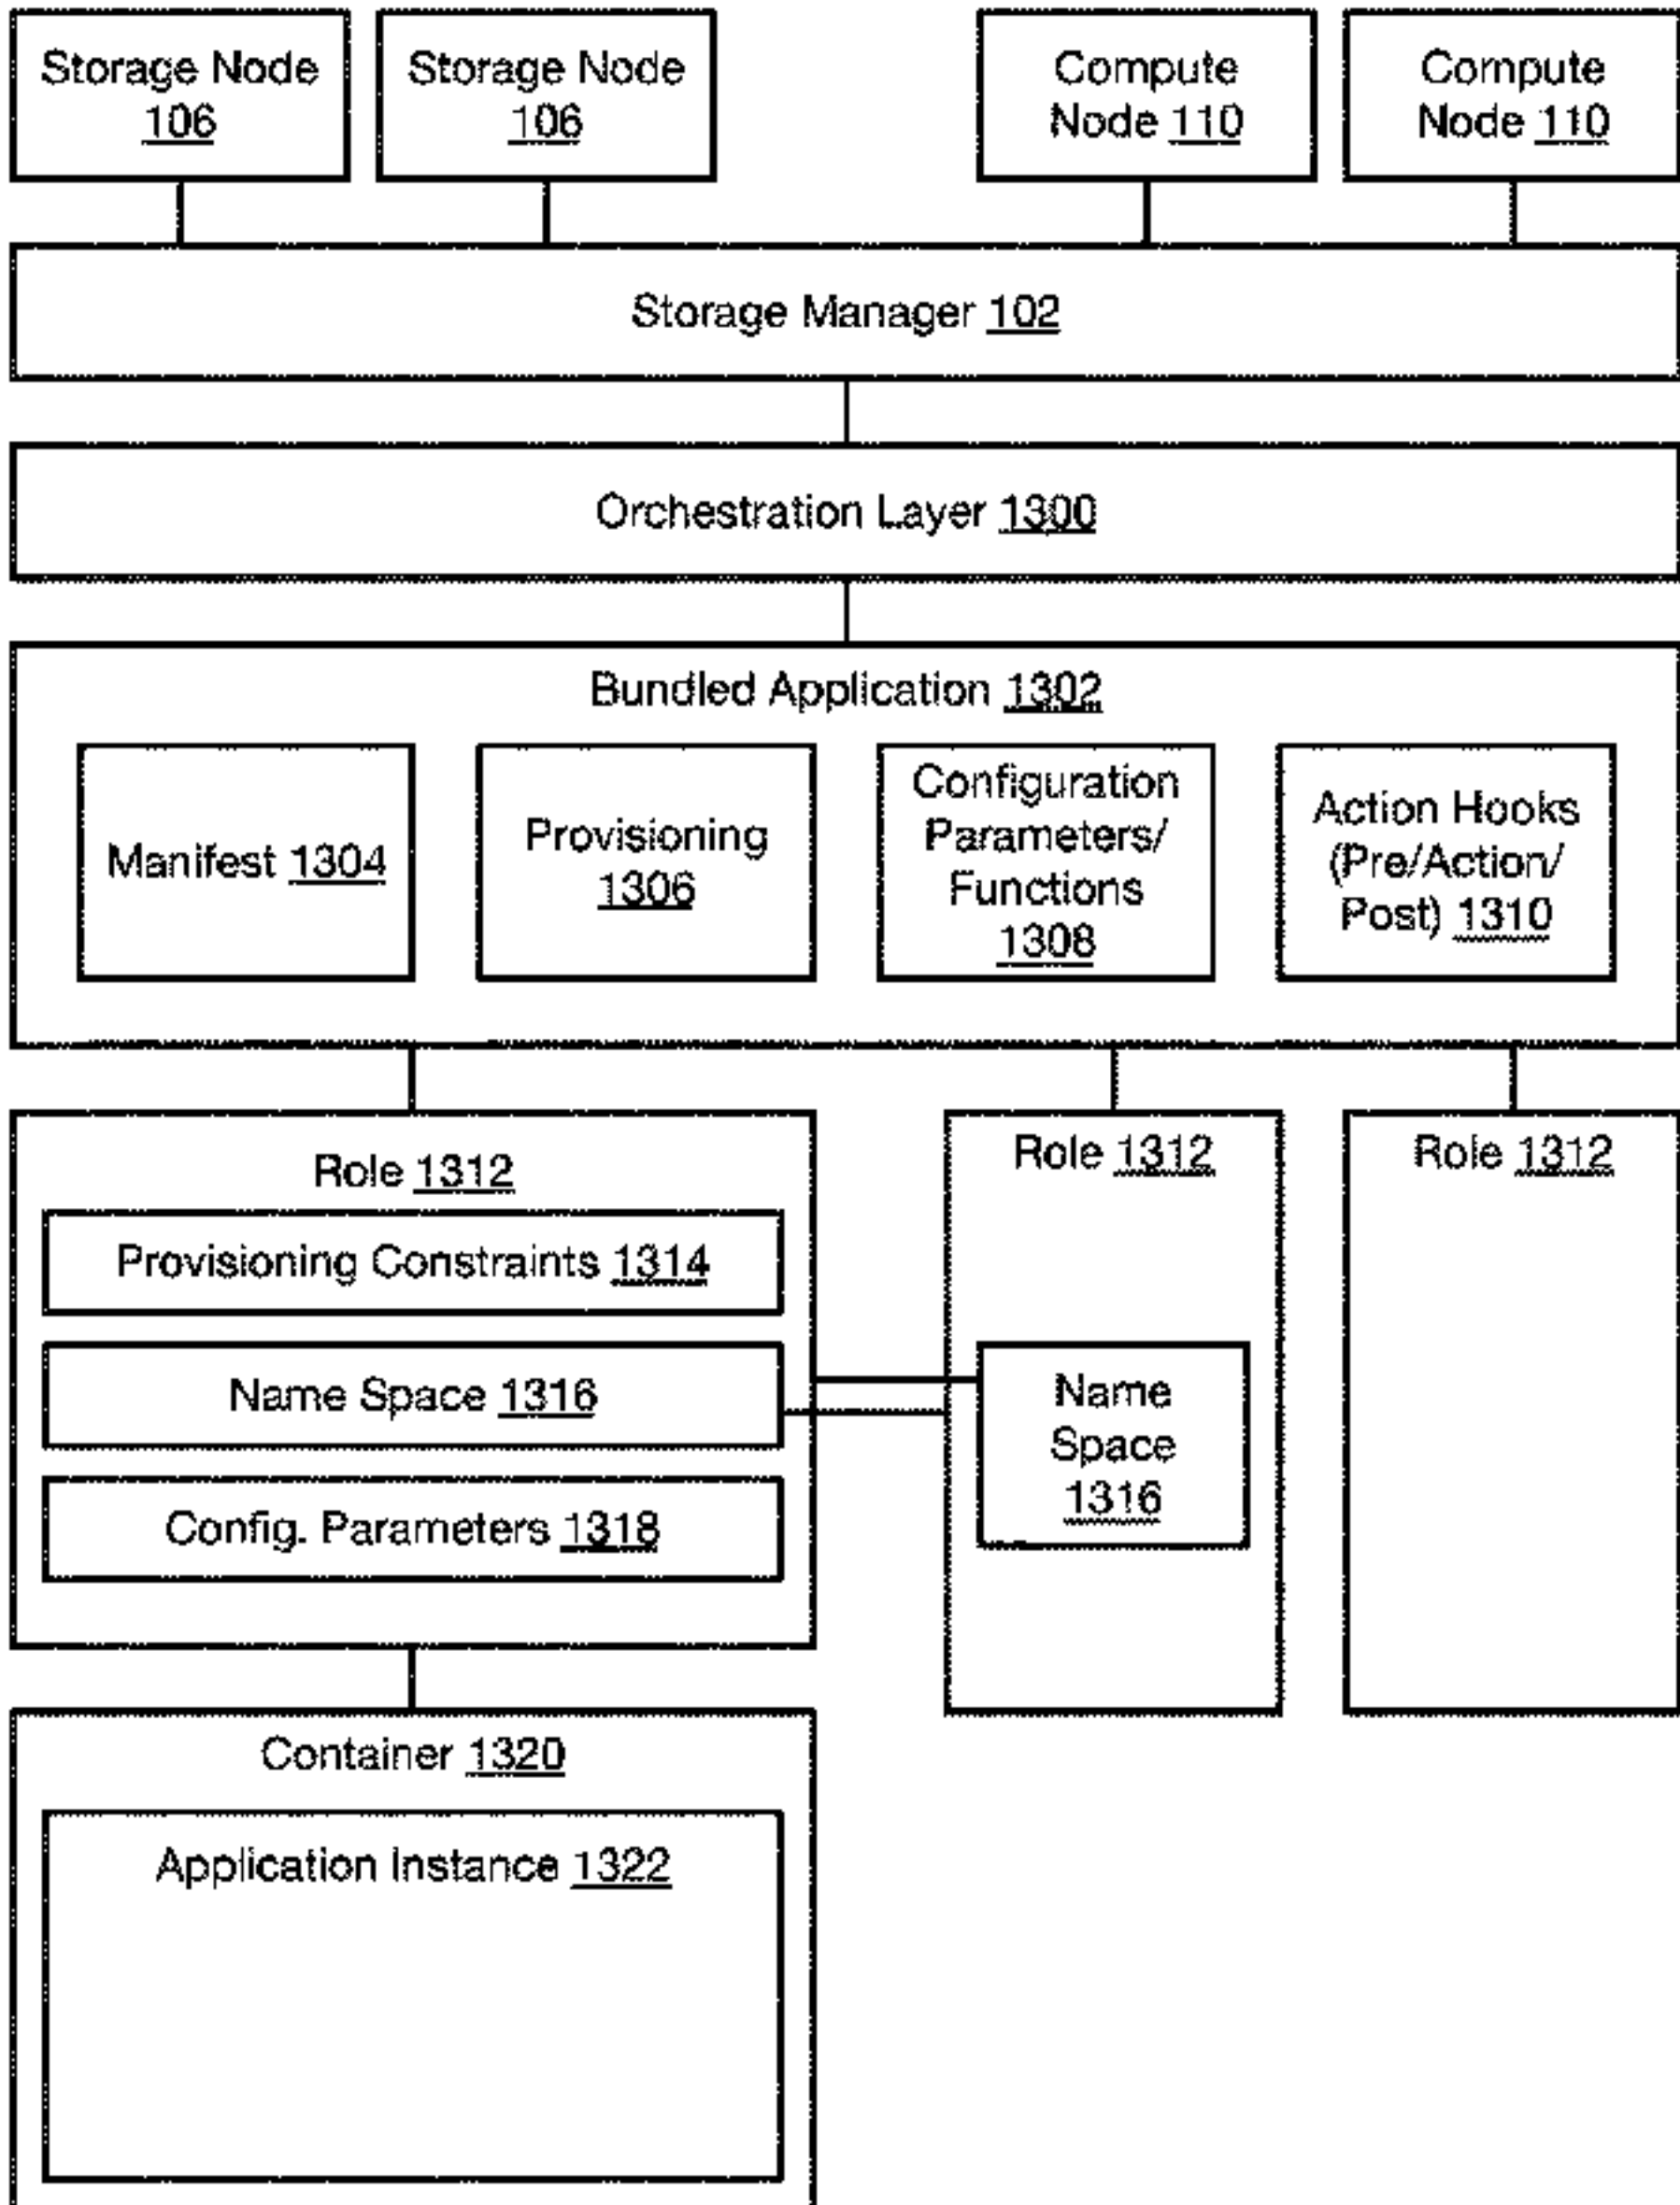 Storage Node
106
Storage Node
106
Compute
Node 110
Compute
Node 110
Storage Manager 102
Orchestration Layer 1300
Bundled Application 1302
Manifest 1304
Provisioning
1306
Configuration
Parameters/
Functions
1308
Action Hooks
(Pre/Action/
Post) 1310
Role 1312
Provisioning Constraints 1314
Name Space 1316
Config. Parameters 1318
Role 1312
Name
Space
1316
Role 1312
Container 1320
Application Instance 1322